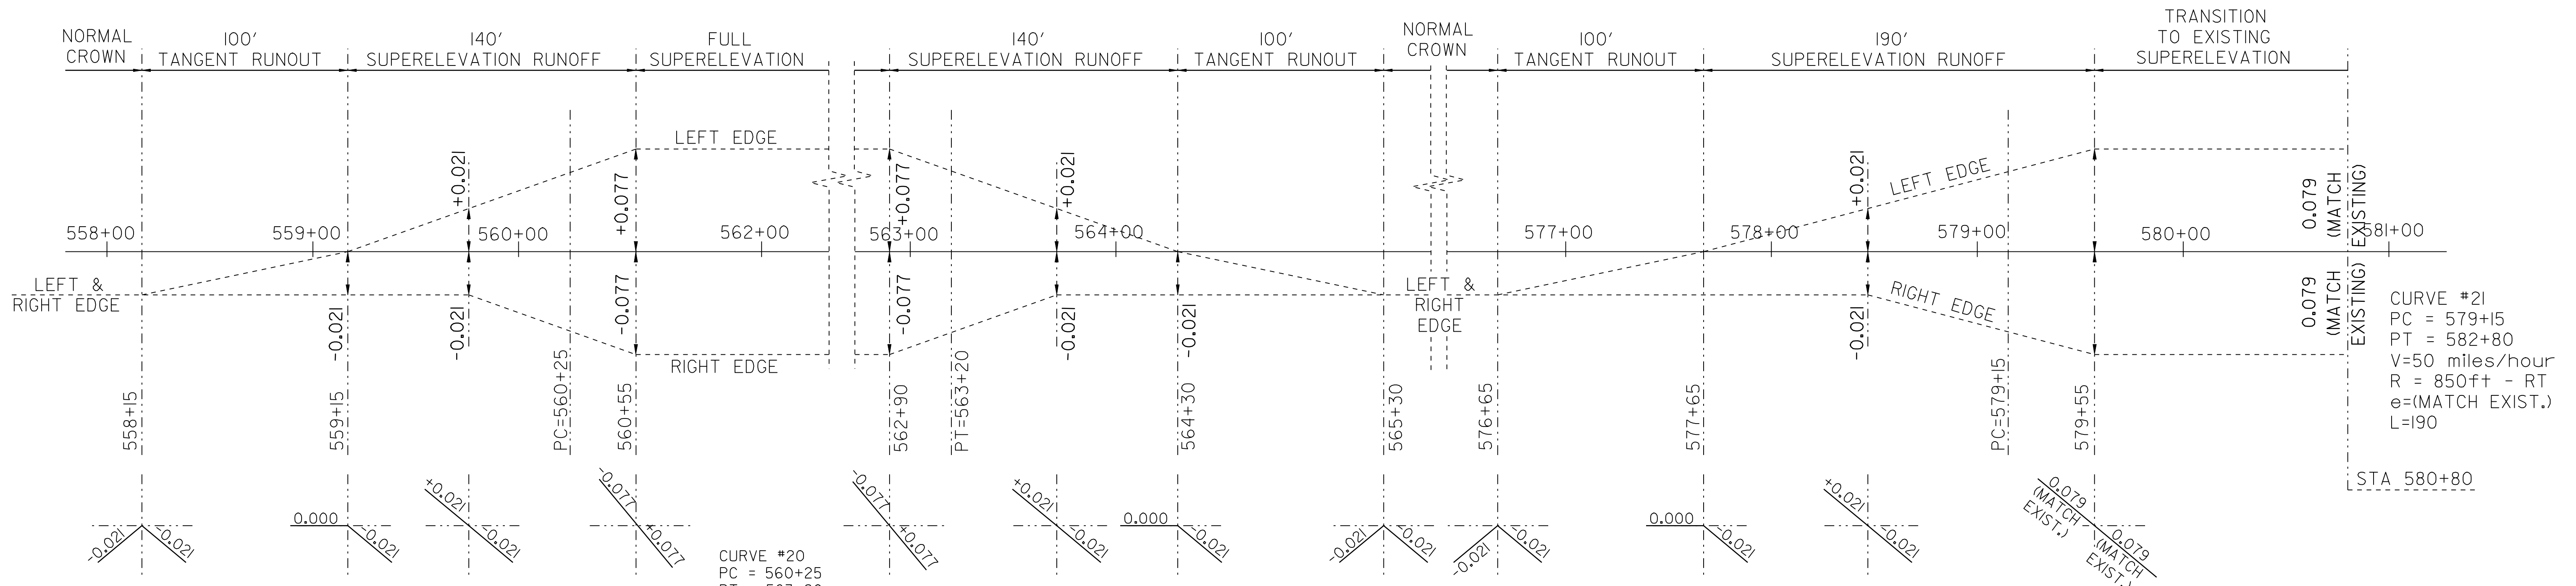 NORMAL
CROWN
100'
TANGENT RUNOUT
140'
SUPERELEVATION RUNOFF
FULL
SUPERELEVATION
140'
SUPERELEVATION RUNOFF
100'
TANGENT RUNOUT
NORMAL
CROWN
100'
TANGENT RUNOUT
190'
SUPERELEVATION RUNOFF
TRANSITION
TO EXISTING
SUPERELEVATION
LEFT EDGE
+0.021
+0.077
+0.077
+0.021
+0.021
LEFT EDGE
0.079
(MATCH
EXISTING)
558+00
559+00
560+00
562+00
563+00
564+00
577+00
578+00
579+00
580+00
581+00
LEFT &
RIGHT EDGE
-0.021
-0.021
-0.077
-0.077
-0.021
-0.021
LEFT &
RIGHT
EDGE
-0.021
RIGHT EDGE
0.079
(MATCH
EXISTING)
RIGHT EDGE
558+15
559+15
PC=560+25
560+55
562+90
PT=563+20
564+30
565+30
576+65
577+65
PC=579+15
579+55
CURVE #21
PC = 579+15
PT = 582+80
V=50 miles/hour
R = 850ft - RT
e=(MATCH EXIST.)
L=190
STA 580+80
-0.021
-0.021
0.000
-0.021
+0.021
-0.021
-0.077
+0.077
-0.077
+0.077
+0.021
-0.021
0.000
-0.021
-0.021
-0.021
-0.021
-0.021
0.000
-0.021
+0.021
-0.021
0.079
(MATCH
EXIST.)
0.079
(MATCH
EXIST.)
CURVE #20
PC = 560+25